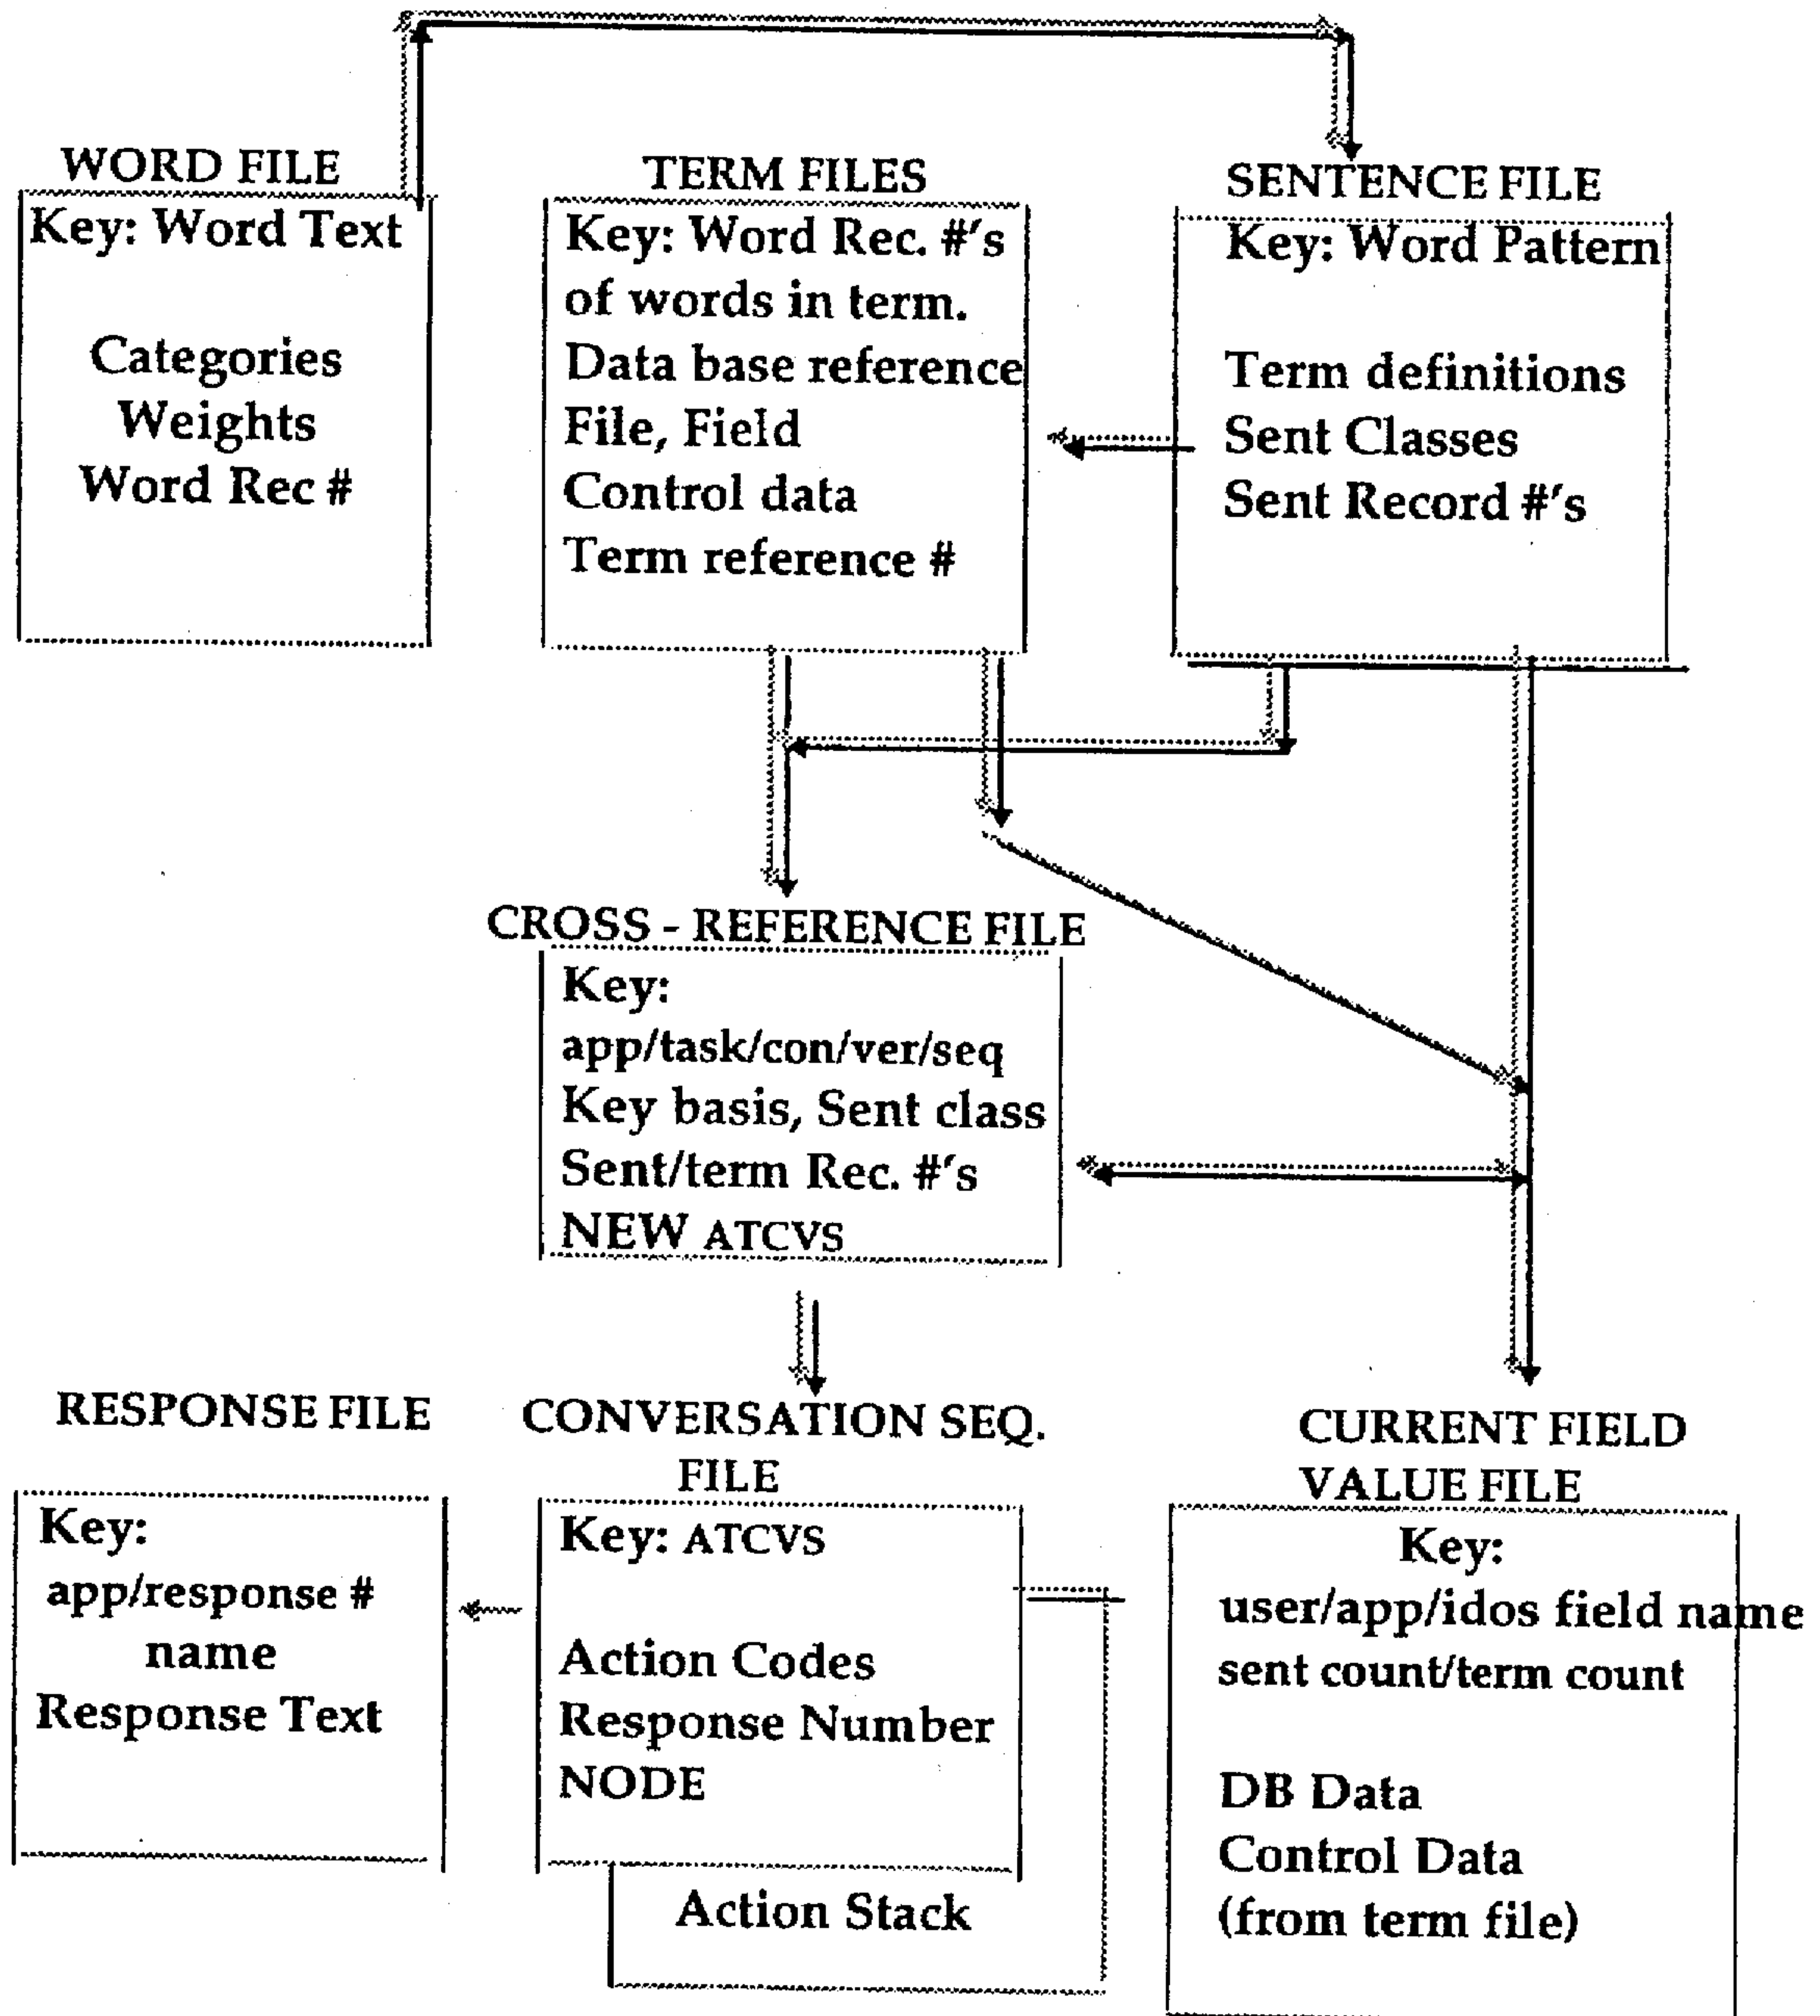 WORD FILE
Key: Word Text
Categories
Weights
Word Rec #
TERM FILES
Key: Word Rec. #'s
of words in term.
Data base reference
File, Field
Control data
Term reference #
SENTENCE FILE
Key: Word Pattern
Term definitions
Sent Classes
Sent Record #'s
CROSS - REFERENCE FILE
Key:
app/task/con/ver/seq
Key basis, Sent class
Sent/term Rec. #'s
NEW ATCVS
RESPONSE FILE
Key:
app/response #
name
Response Text
CONVERSATION SEQ.
FILE
Key: ATCVS
Action Codes
Response Number
NODE
Action Stack
CURRENT FIELD
VALUE FILE
Key:
user/app/idos field name
sent count/term count
DB Data
Control Data
(from term file)